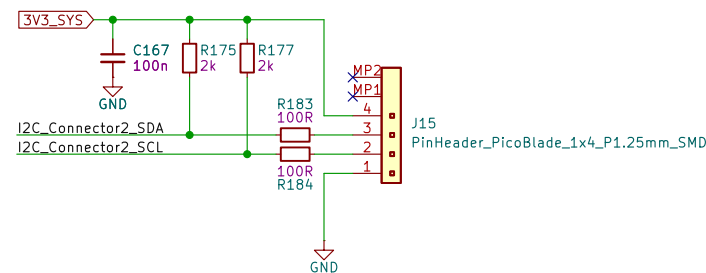 3V3_SYS
C167
100n
GND
R175
2k
R177
2k
I2C_Connector2_SDA
I2C_Connector2_SCL
R183
100R
100R
R184
MP2
MP1
4
3
2
1
J15
PinHeader_PicoBlade_1x4_P1.25mm_SMD
GND